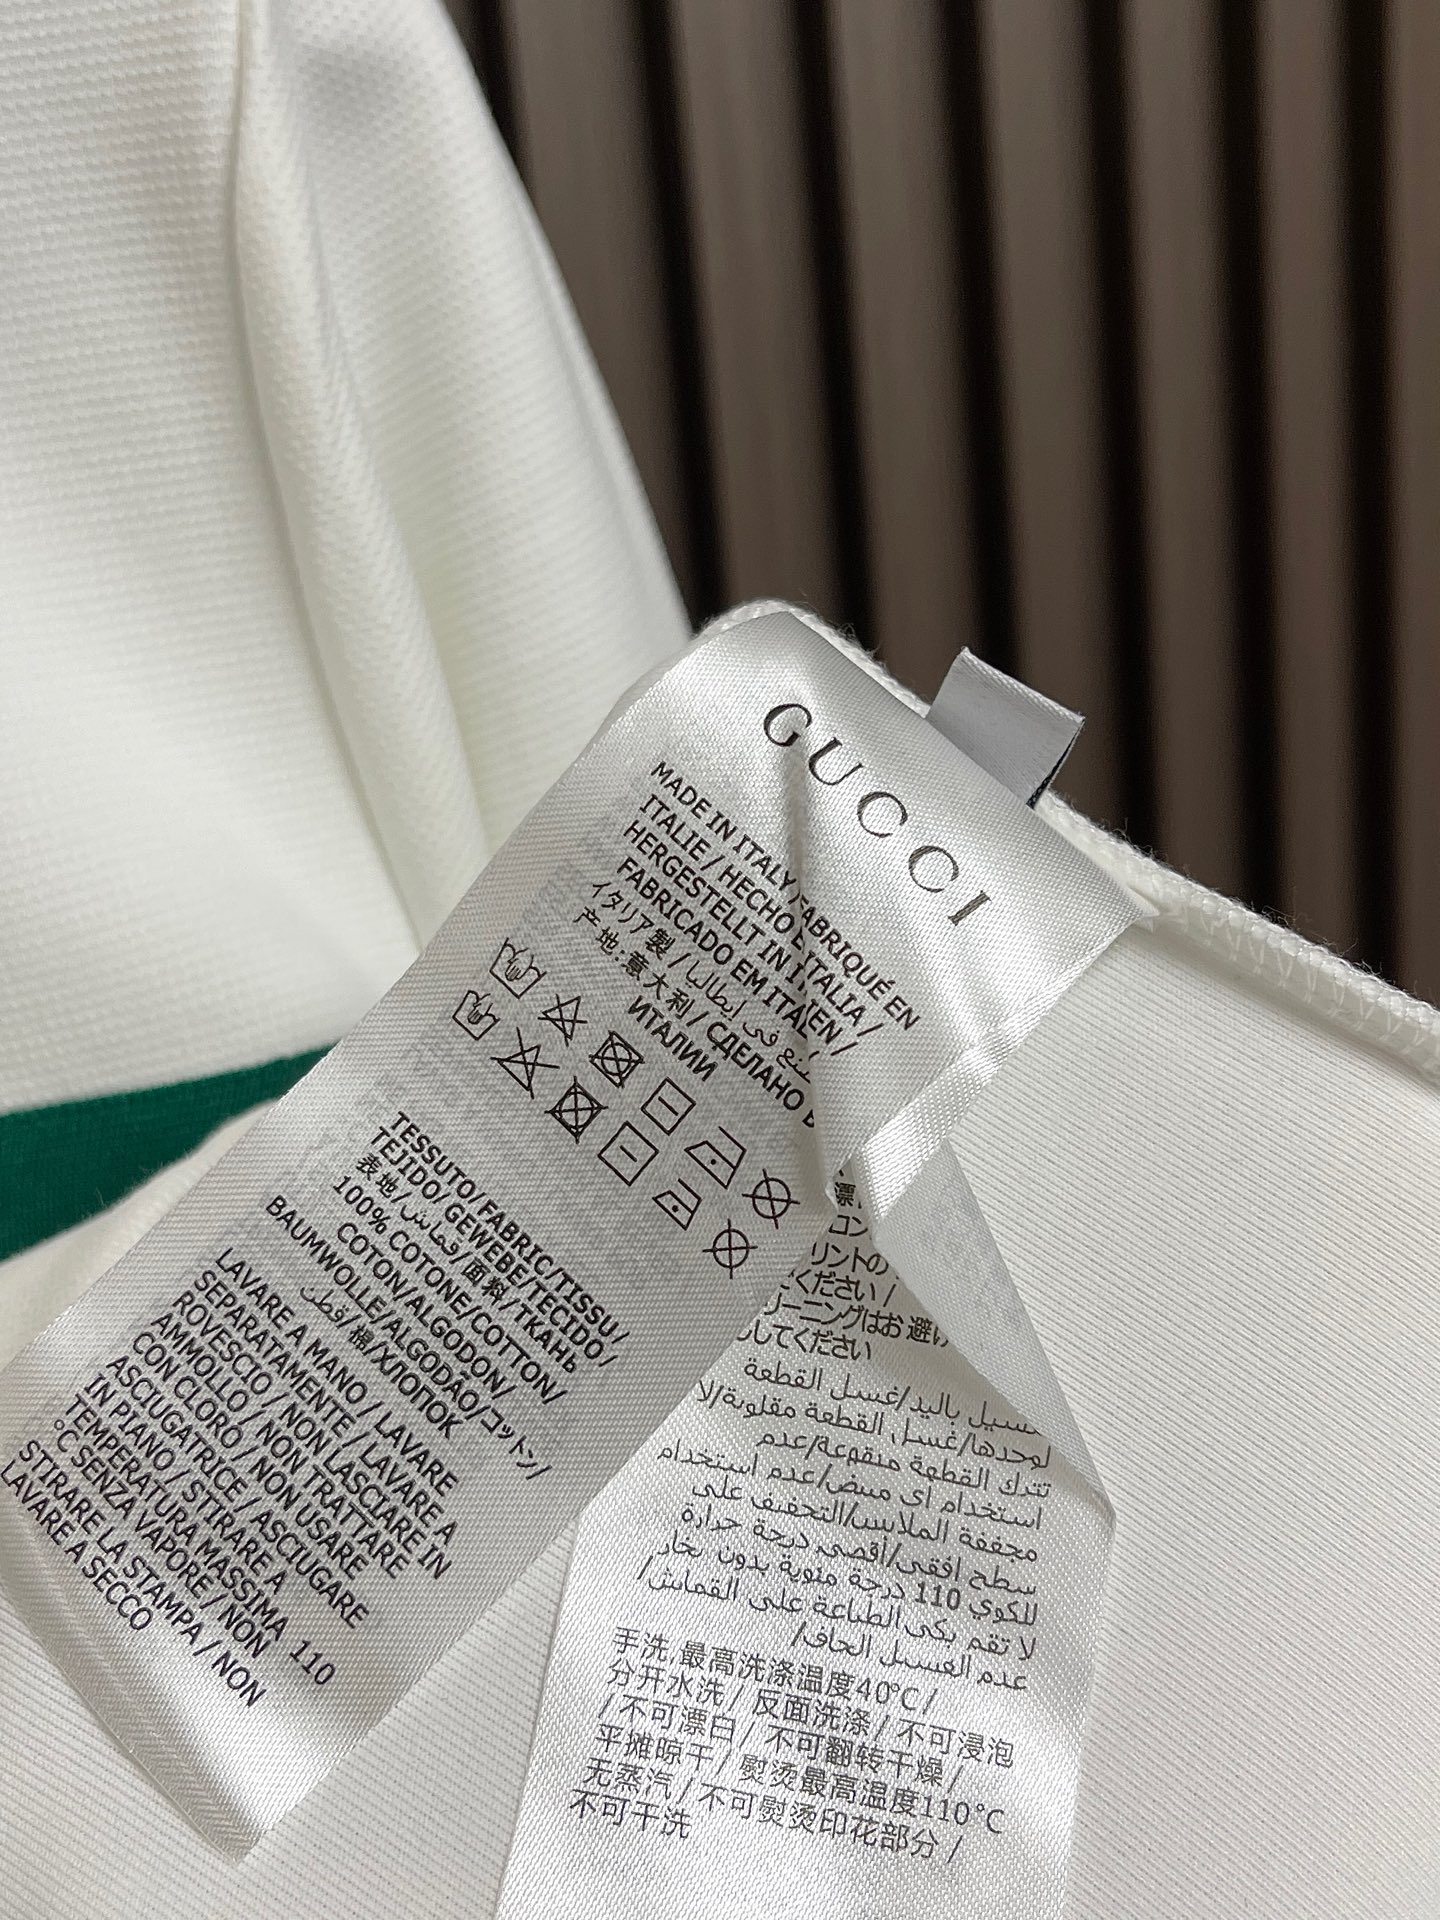 GUCCI
MADE IN ITALY/FABRIQUÉ EN
ITALIE / HECHO EN ITALIA /
HERGESTELLT IN ITALIEN /
FABRICADO EM ITALIEN /
イタリア製 / صنع في إيطاليا
产地:意大利 / СДЕЛАНО В
ИТАЛИИ
TESSUTO/FABRIC/TISSU/
TEJIDO/GEWEBE/TECIDO/
表地/قماش/面料/ТКАНЬ
100% COTONE/COTTON/
COTON/ALGODON/
BAUMWOLLE/ALGODÃO/コットン/
قطن/棉/ХЛОПОК
LAVARE A MANO / LAVARE
SEPARATAMENTE / LAVARE A
ROVESCIO / NON LASCIARE IN
AMMOLLO / NON TRATTARE
CON CLORO / NON USARE
ASCIUGATRICE / ASCIUGARE
IN PIANO / STIRARE A
TEMPERATURA MASSIMA 110
°C SENZA VAPORE / NON
STIRARE LA STAMPA / NON
LAVARE A SECCO
リントの
ください /
リーニングはお 避け
してください
باليد/غسل القطعة
لوحدها/غسل القطعة مقلوبة/لا
تترك القطعة منقوعة/عدم
استخدام أي مبيض/عدم استخدام
مجففة الملابس/التجفيف على
سطح أفقي/أقصى درجة حرارة
للكوي 110 درجة مئوية بدون بخار
لا تقم بكي الطباعة على القماش/
عدم الغسيل الجاف/
手洗,最高洗涤温度40°C/
分开水洗 / 反面洗涤 / 不可浸泡
/ 不可漂白 / 不可翻转干燥 /
平摊晾干 / 熨烫最高温度110°C
无蒸汽 / 不可熨烫印花部分 /
不可干洗